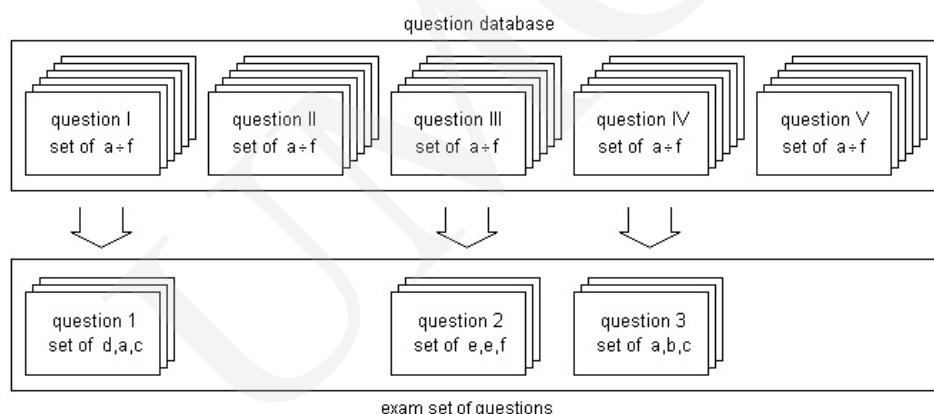 question database
question I
set of a÷f
question II
set of a÷f
question III
set of a÷f
question IV
set of a÷f
question V
set of a÷f
question 1
set of d,a,c
question 2
set of e,e,f
question 3
set of a,b,c
exam set of questions